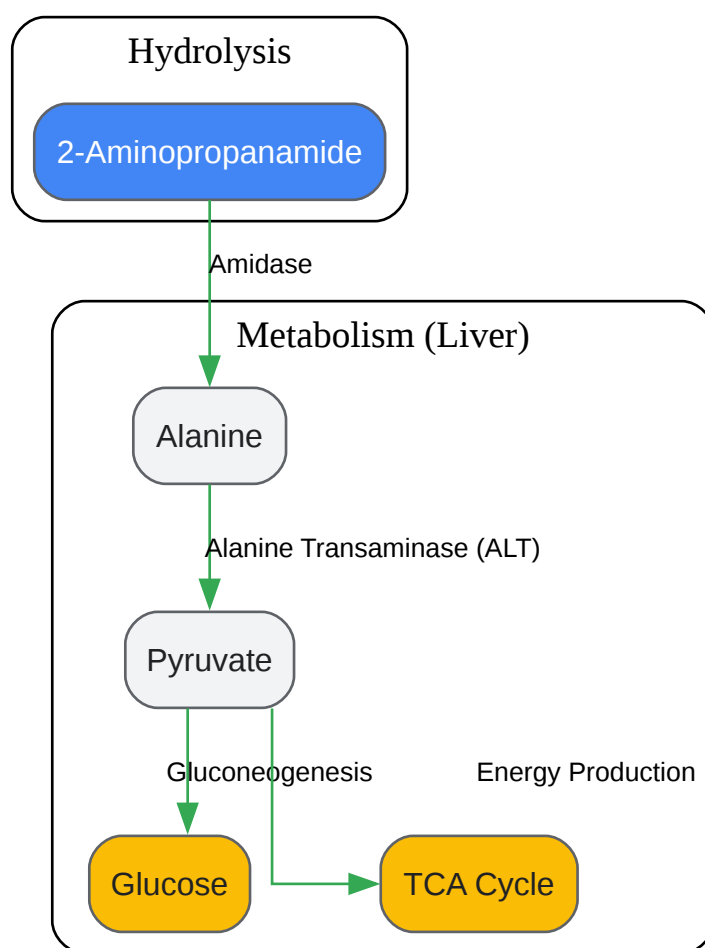 Hydrolysis
2-Aminopropanamide
Amidase
Metabolism (Liver)
Alanine
Alanine Transaminase (ALT)
Pyruvate
Gluconeogenesis
Energy Production
Glucose
TCA Cycle